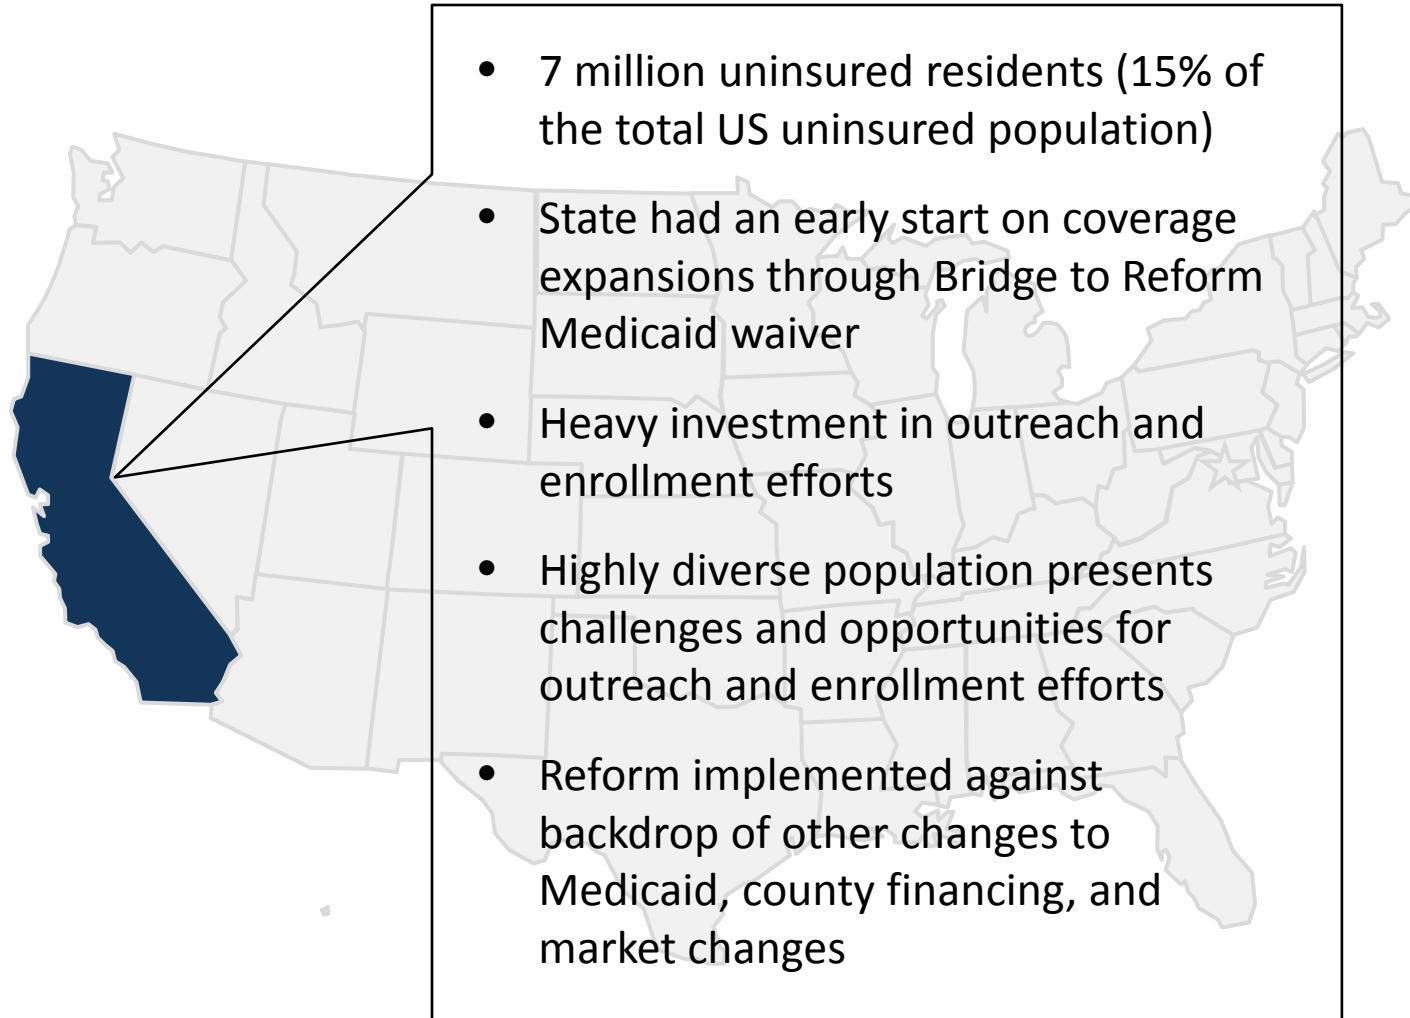 • 7 million uninsured residents (15% of
the total US uninsured population)
• State had an early start on coverage
expansions through Bridge to Reform
Medicaid waiver
• Heavy investment in outreach and
enrollment efforts
• Highly diverse population presents
challenges and opportunities for
outreach and enrollment efforts
• Reform implemented against
backdrop of other changes to
Medicaid, county financing, and
market changes